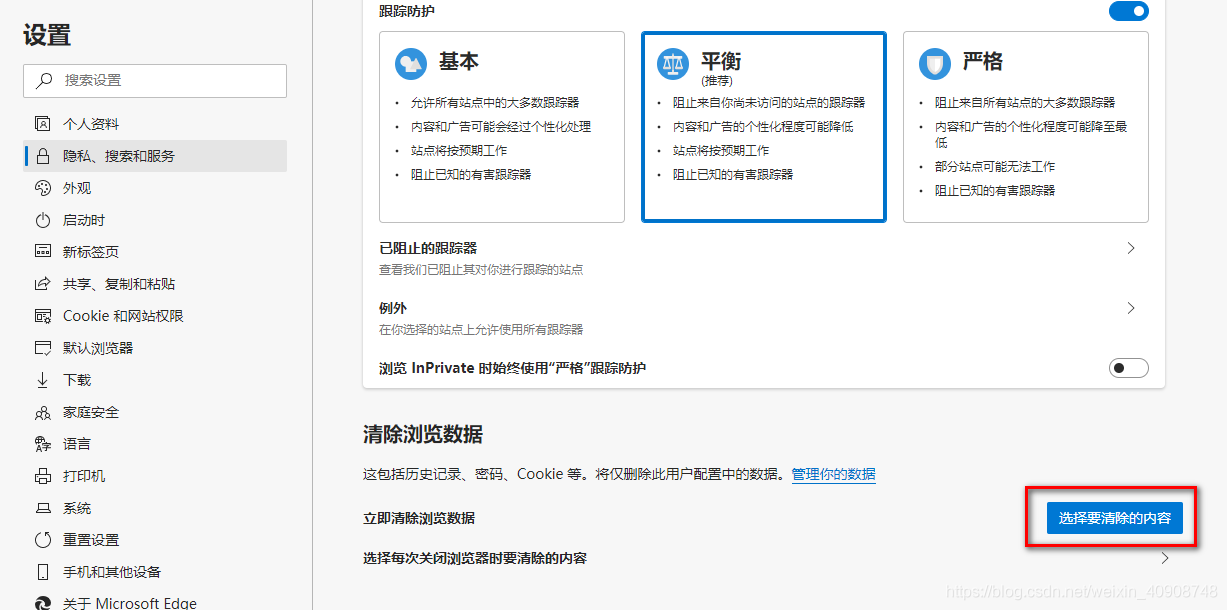 设置
搜索设置
个人资料
隐私、搜索和服务
外观
启动时
新标签页
共享、复制和粘贴
Cookie 和网站权限
默认浏览器
下载
家庭安全
语言
打印机
系统
重置设置
手机和其他设备
关于 Microsoft Edge
跟踪防护
基本
• 允许所有站点中的大多数跟踪器
• 内容和广告可能会经过个性化处理
• 站点将按预期工作
• 阻止已知的有害跟踪器
平衡
(推荐)
• 阻止来自你尚未访问的站点的跟踪器
• 内容和广告的个性化程度可能降低
• 站点将按预期工作
• 阻止已知的有害跟踪器
严格
• 阻止来自所有站点的大多数跟踪器
• 内容和广告的个性化程度可能降至最
低
• 部分站点可能无法工作
• 阻止已知的有害跟踪器
已阻止的跟踪器
查看我们已阻止其对你进行跟踪的站点
例外
在你选择的站点上允许使用所有跟踪器
浏览 InPrivate 时始终使用“严格”跟踪防护
清除浏览数据
这包括历史记录、密码、Cookie 等。将仅删除此用户配置中的数据。管理你的数据
立即清除浏览数据
选择要清除的内容
选择每次关闭浏览器时要清除的内容
https://blog.csdn.net/weixin_40908748